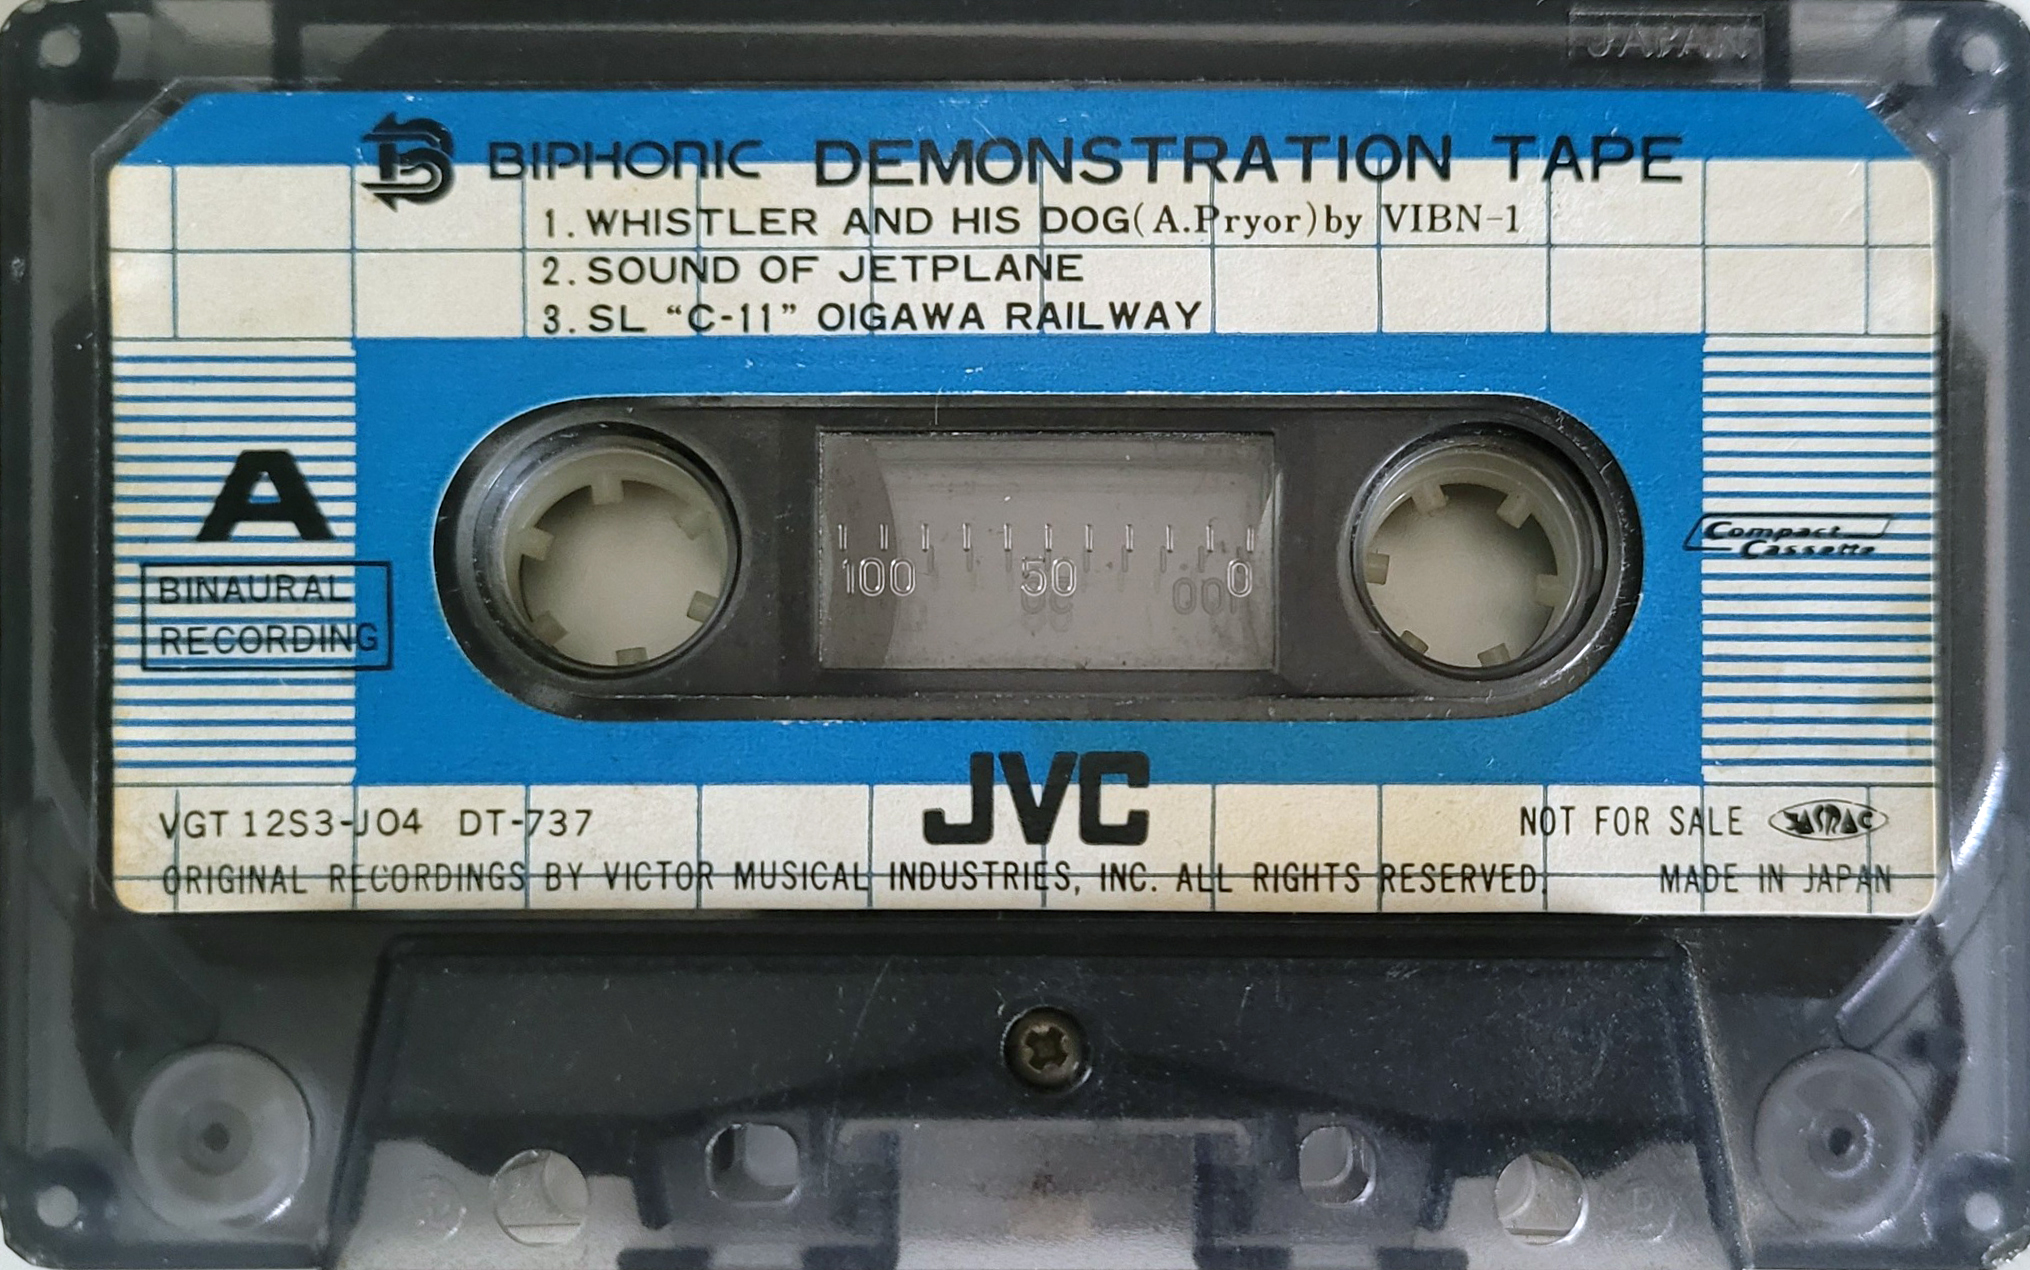 JAPAN
B BIPHONIC DEMONSTRATION TAPE
1. WHISTLER AND HIS DOG(A.Pryor)by VIBN-1
2. SOUND OF JETPLANE
3. SL “C-11” OIGAWA RAILWAY
A
BINAURAL
RECORDING
100 50 0
Compact
Cassette
JVC
VGT 12S3-J04 DT-737
NOT FOR SALE JASRAC
ORIGINAL RECORDINGS BY VICTOR MUSICAL INDUSTRIES, INC. ALL RIGHTS RESERVED.
MADE IN JAPAN